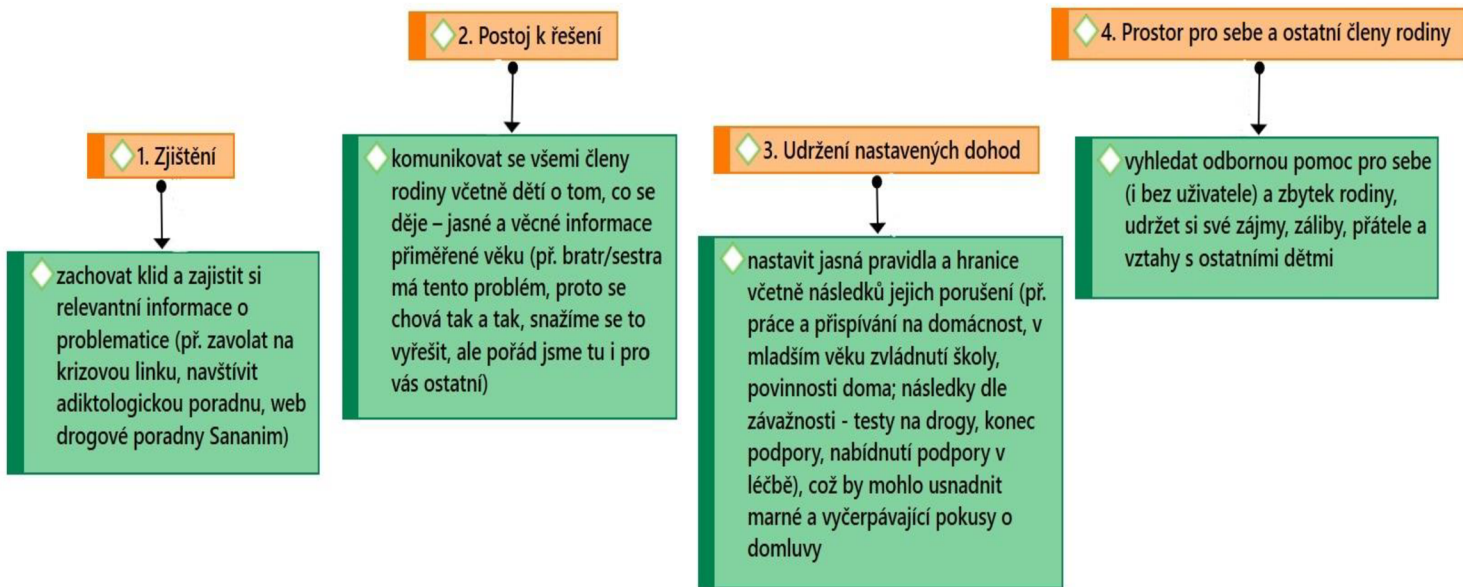 1. Zjištění
zachovat klid a zajistit si
relevantní informace o
problematice (př. zavolat na
krizovou linku, navštívit
adiktologickou poradnu, web
drogové poradny Sananim)
2. Postoj k řešení
komunikovat se všemi členy
rodiny včetně dětí o tom, co se
děje – jasné a věcné informace
přiměřené věku (př. bratr/sestra
má tento problém, proto se
chová tak a tak, snažíme se to
vyřešit, ale pořád jsme tu i pro
vás ostatní)
3. Udržení nastavených dohod
nastavit jasná pravidla a hranice
včetně následků jejich porušení (př.
práce a přispívání na domácnost, v
mladším věku zvládnutí školy,
povinnosti doma; následky dle
závažnosti - testy na drogy, konec
podpory, nabídnutí podpory v
léčbě), což by mohlo usnadnit
marné a vyčerpávající pokusy o
domluvy
4. Prostor pro sebe a ostatní členy rodiny
vyhledat odbornou pomoc pro sebe
(i bez uživatele) a zbytek rodiny,
udržet si své zájmy, záliby, přátele a
vztahy s ostatními dětmi